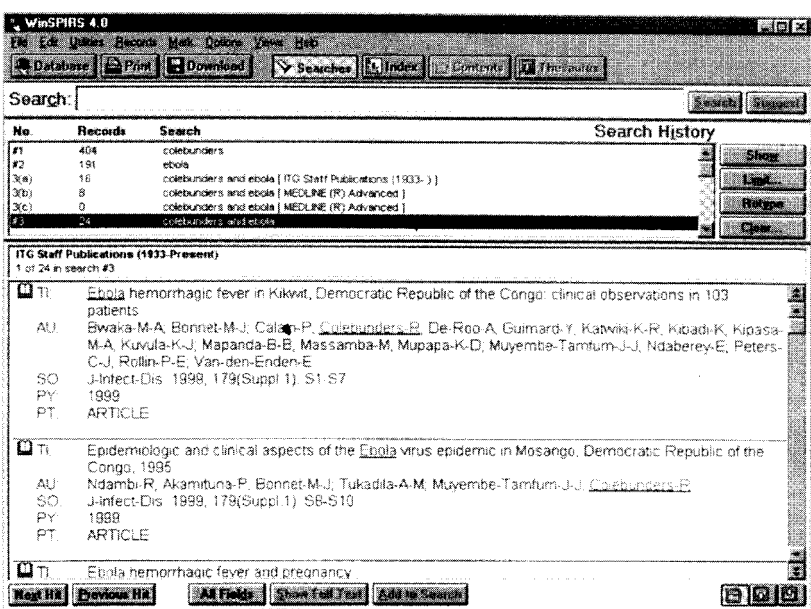 WinSPIRS 4.0
File Edit Utilities Records Mark Options Views Help
Database Print Download Searches Index Contents Thesaurus
Search: Search Suggest
No. Records Search Search History
#1 404 colebunders
#2 191 ebola
3(a) 16 colebunders and ebola [ ITG Staff Publications (1933- ) ]
3(b) 8 colebunders and ebola [ MEDLINE (R) Advanced ]
3(c) 0 colebunders and ebola [ MEDLINE (R) Advanced ]
#3 24 colebunders and ebola
Show
Limit...
Retype
Clear...
ITG Staff Publications (1933-Present)
1 of 24 in search #3
TI: Ebola hemorrhagic fever in Kikwit, Democratic Republic of the Congo: clinical observations in 103
patients
AU: Bwaka-M-A; Bonnet-M-J; Calain-P; Colebunders-R; De-Roo-A; Guimard-Y; Katwiki-K-R; Kibadi-K; Kipasa-
M-A; Kuvula-K-J; Mapanda-B-B; Massamba-M; Mupapa-K-D; Muyembe-Tamfum-J-J; Ndaberey-E; Peters-
C-J; Rollin-P-E; Van-den-Enden-E
SO: J-Infect-Dis. 1999, 179(Suppl.1): S1-S7
PY: 1999
PT: ARTICLE
TI: Epidemiologic and clinical aspects of the Ebola virus epidemic in Mosango, Democratic Republic of the
Congo, 1995
AU: Ndambi-R; Akamituna-P; Bonnet-M-J; Tukadila-A-M; Muyembe-Tamfum-J-J; Colebunders-R
SO: J-Infect-Dis. 1999, 179(Suppl.1): S8-S10
PY: 1999
PT: ARTICLE
TI: Ebola hemorrhagic fever and pregnancy
Next Hit Previous Hit All Fields Show Full Text Add to Search